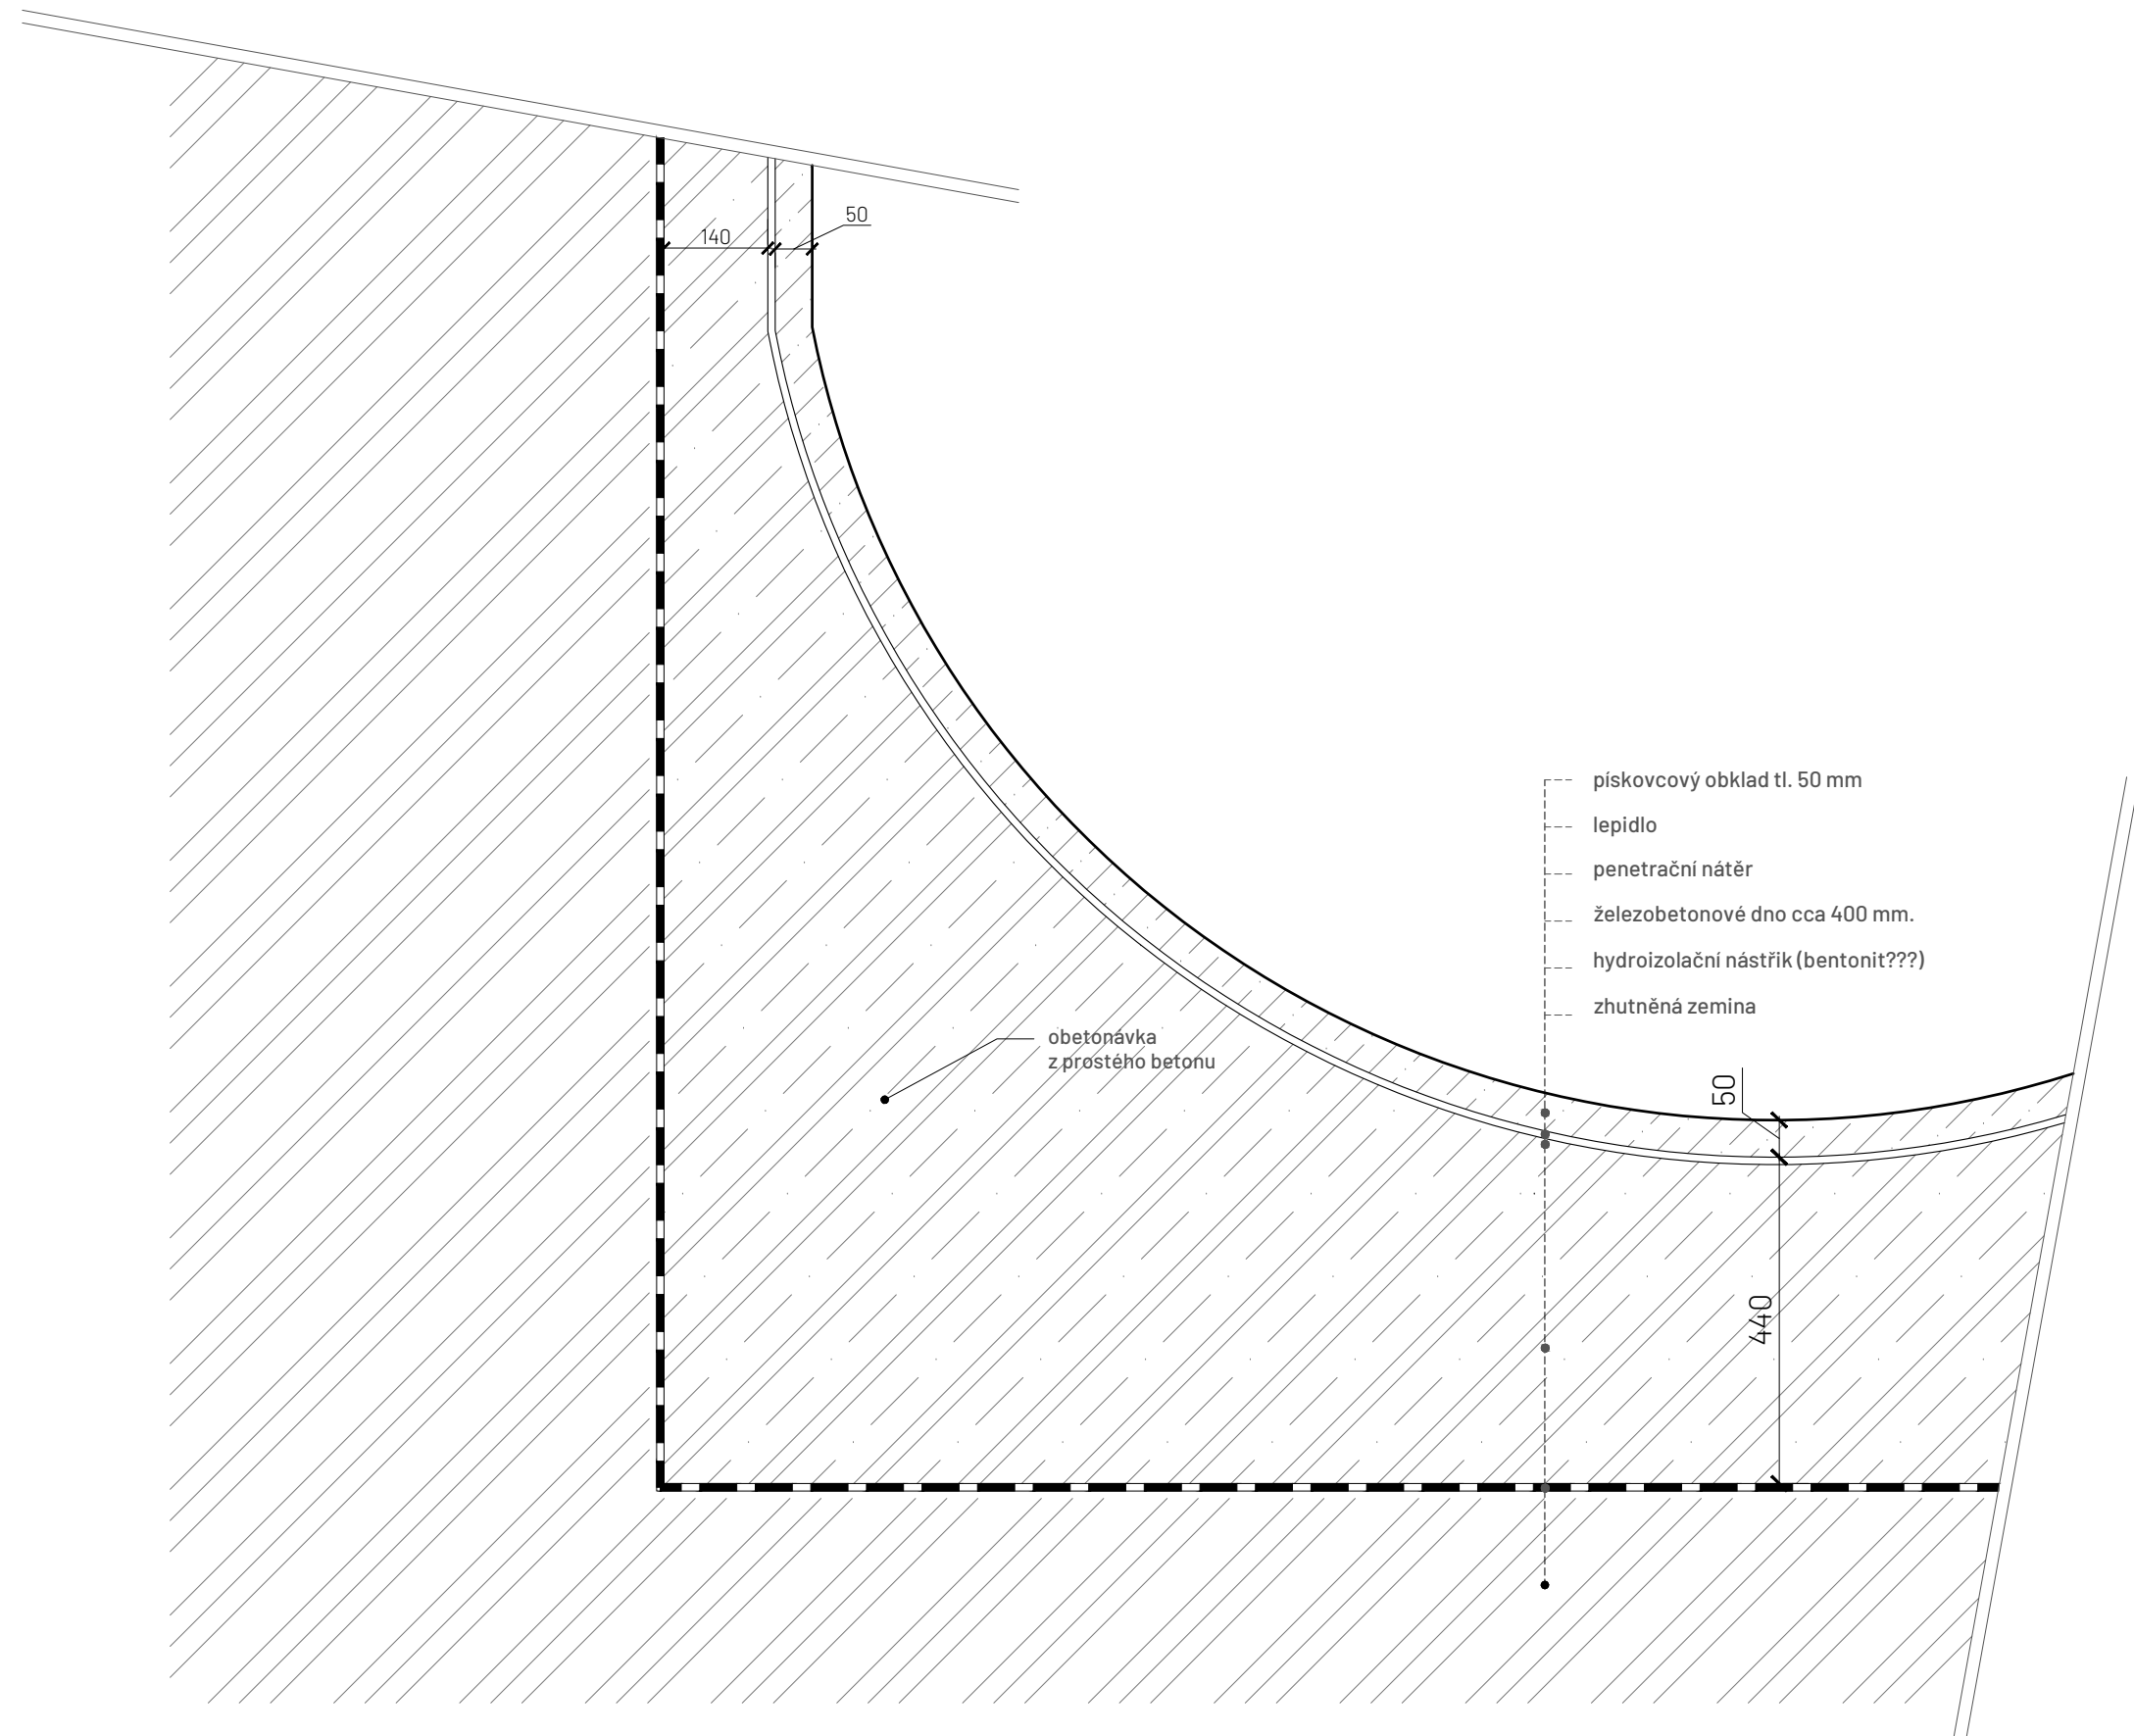 50
140
pískovcový obklad tl. 50 mm
lepidlo
penetrační nátěr
železobetonové dno cca 400 mm.
hydroizolační nástřik (bentonit???)
zhutněná zemina
obetonávka
z prostého betonu
50
440